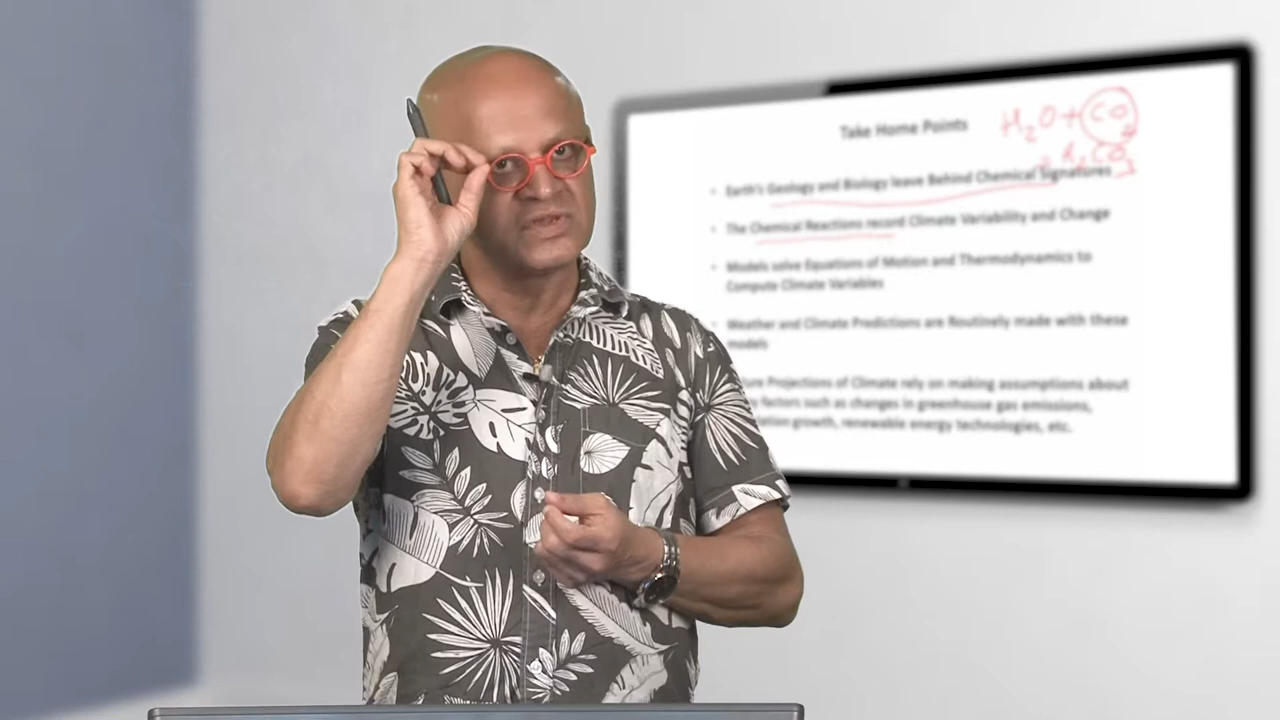 Take Home Points
H2O + CO2
H2CO3
• Earth's Geology and Biology leave Behind Chemical Signatures
• The Chemical Reactions record Climate Variability and Change
• Models solve Equations of Motion and Thermodynamics to
Compute Climate Variables
• Weather and Climate Predictions are Routinely made with these
models
Projections of Climate rely on making assumptions about
factors such as changes in greenhouse gas emissions,
growth, renewable energy technologies, etc.